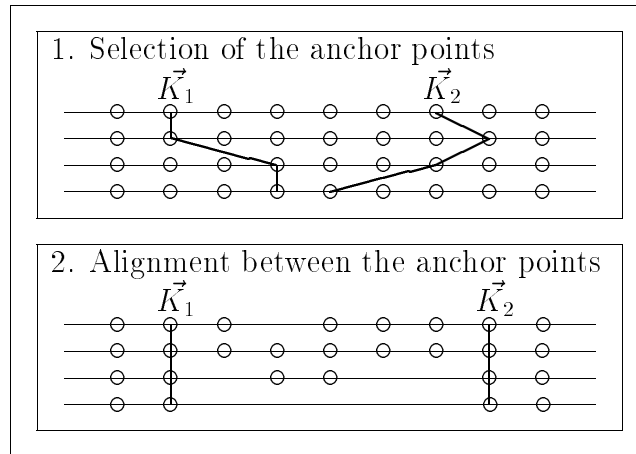 1. Selection of the anchor points
K⃗₁ K⃗₂
2. Alignment between the anchor points
K⃗₁ K⃗₂